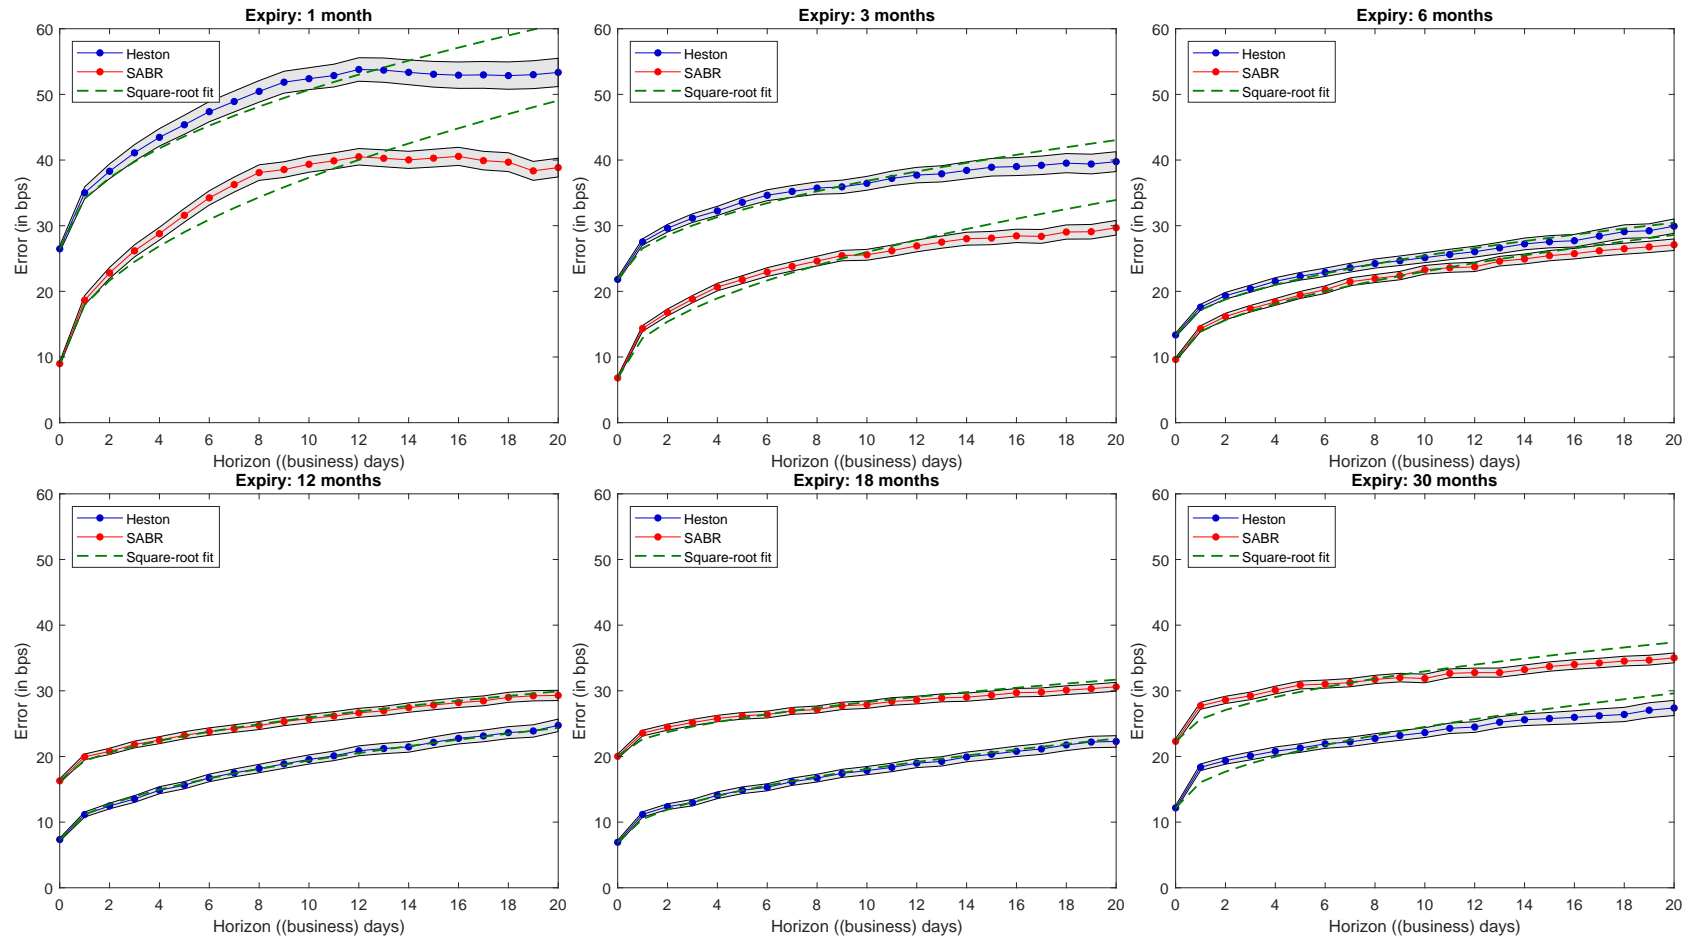 Expiry: 1 month
60
50
40
30
20
10
0
Error (in bps)
Heston
SABR
Square-root fit
0 2 4 6 8 10 12 14 16 18 20
Horizon ((business) days)
Expiry: 3 months
60
50
40
30
20
10
0
Error (in bps)
Heston
SABR
Square-root fit
0 2 4 6 8 10 12 14 16 18 20
Horizon ((business) days)
Expiry: 6 months
60
50
40
30
20
10
0
Error (in bps)
Heston
SABR
Square-root fit
0 2 4 6 8 10 12 14 16 18 20
Horizon ((business) days)
Expiry: 12 months
60
50
40
30
20
10
0
Error (in bps)
Heston
SABR
Square-root fit
0 2 4 6 8 10 12 14 16 18 20
Horizon ((business) days)
Expiry: 18 months
60
50
40
30
20
10
0
Error (in bps)
Heston
SABR
Square-root fit
0 2 4 6 8 10 12 14 16 18 20
Horizon ((business) days)
Expiry: 30 months
60
50
40
30
20
10
0
Error (in bps)
Heston
SABR
Square-root fit
0 2 4 6 8 10 12 14 16 18 20
Horizon ((business) days)